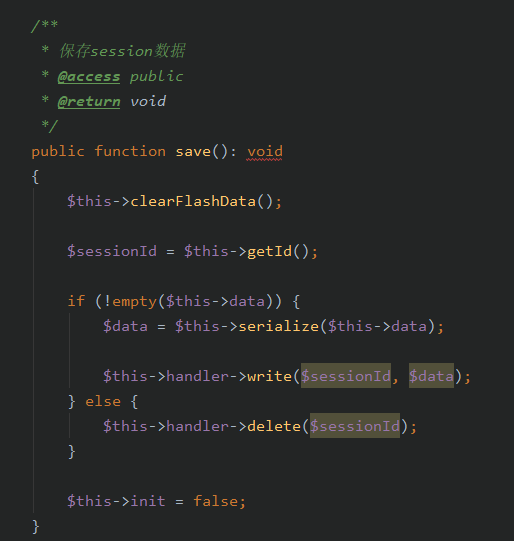 /**
 * 保存session数据
 * @access public
 * @return void
 */
public function save(): void
{
    $this->clearFlashData();
    $sessionId = $this->getId();
    if (!empty($this->data)) {
        $data = $this->serialize($this->data);
        $this->handler->write($sessionId, $data);
    } else {
        $this->handler->delete($sessionId);
    }
    $this->init = false;
}